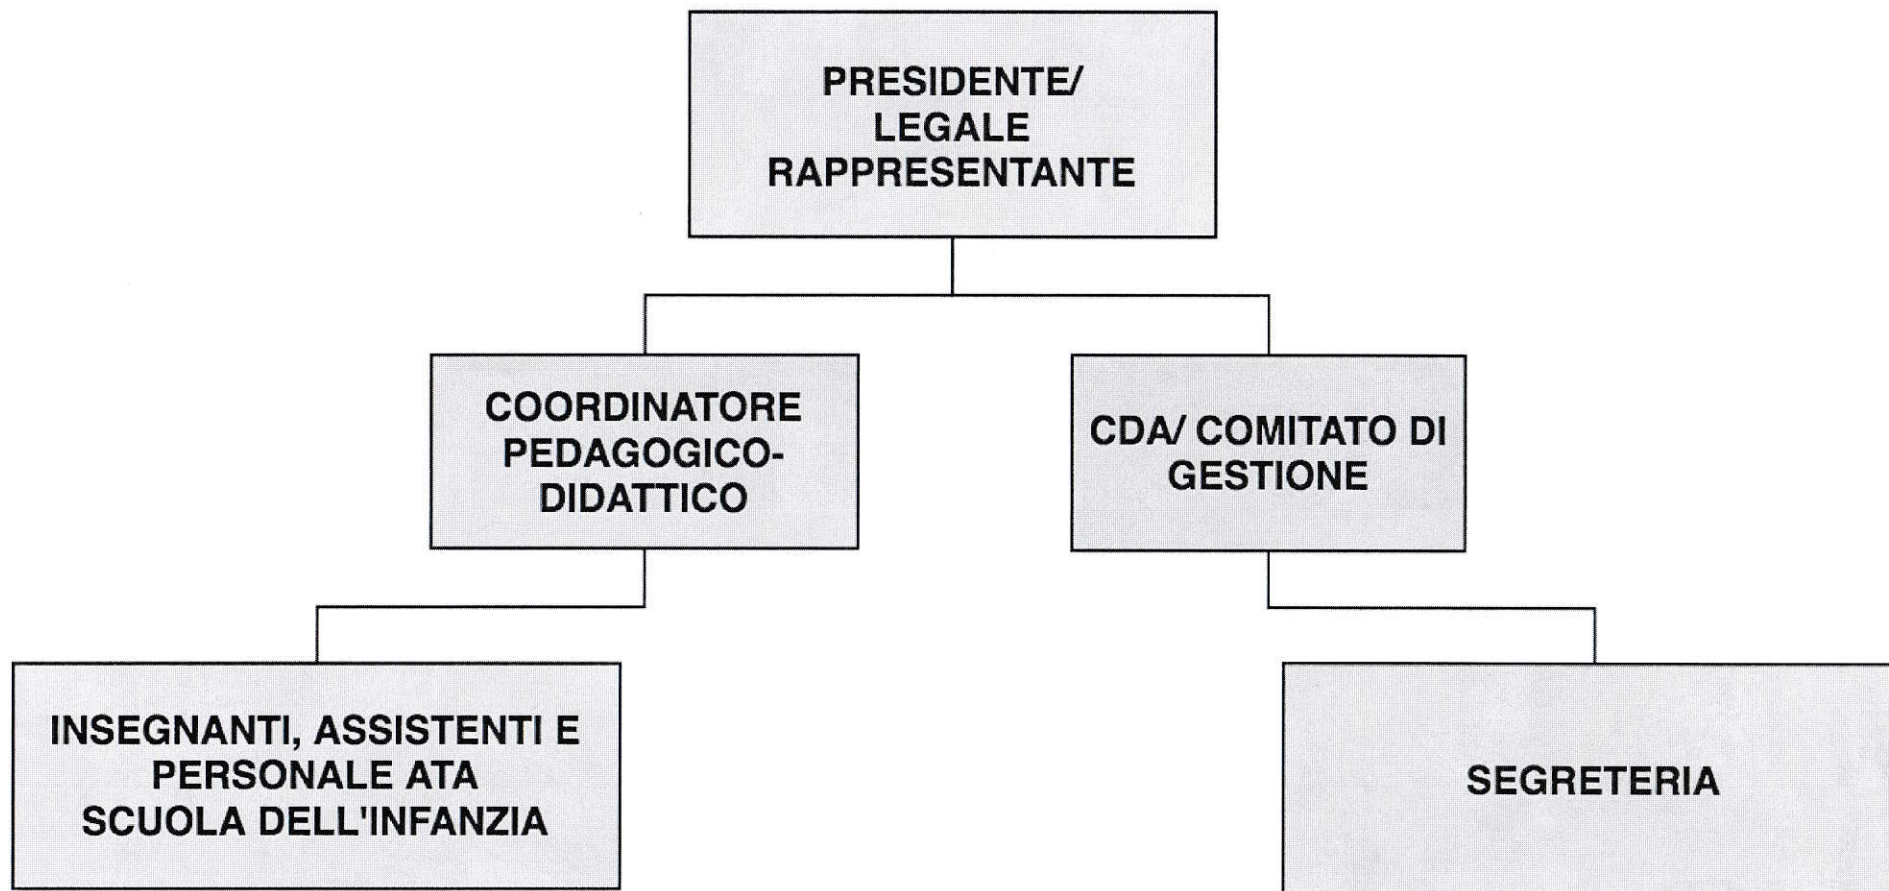 PRESIDENTE/
LEGALE
RAPPRESENTANTE
COORDINATORE
PEDAGOGICO-
DIDATTICO
CDA/ COMITATO DI
GESTIONE
INSEGNANTI, ASSISTENTI E
PERSONALE ATA
SCUOLA DELL'INFANZIA
SEGRETERIA